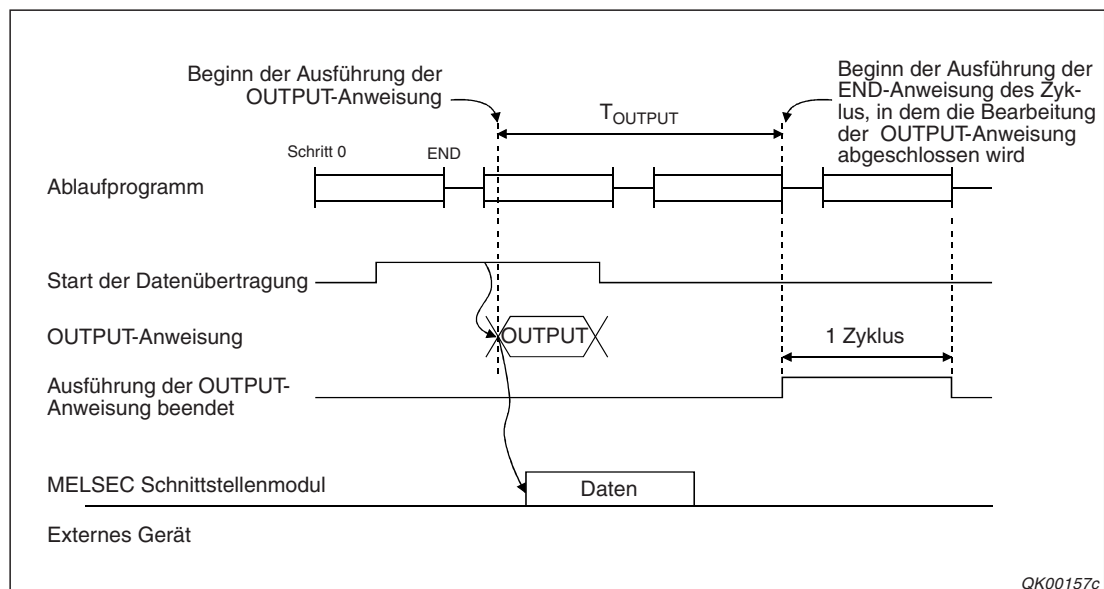 Beginn der Ausführung der
OUTPUT-Anweisung
TOUTPUT
Beginn der Ausführung der
END-Anweisung des Zyk-
lus, in dem die Bearbeitung
der OUTPUT-Anweisung
abgeschlossen wird
Schritt 0
END
Ablaufprogramm
Start der Datenübertragung
OUTPUT-Anweisung
OUTPUT
1 Zyklus
Ausführung der OUTPUT-
Anweisung beendet
MELSEC Schnittstellenmodul
Daten
Externes Gerät
QK00157c